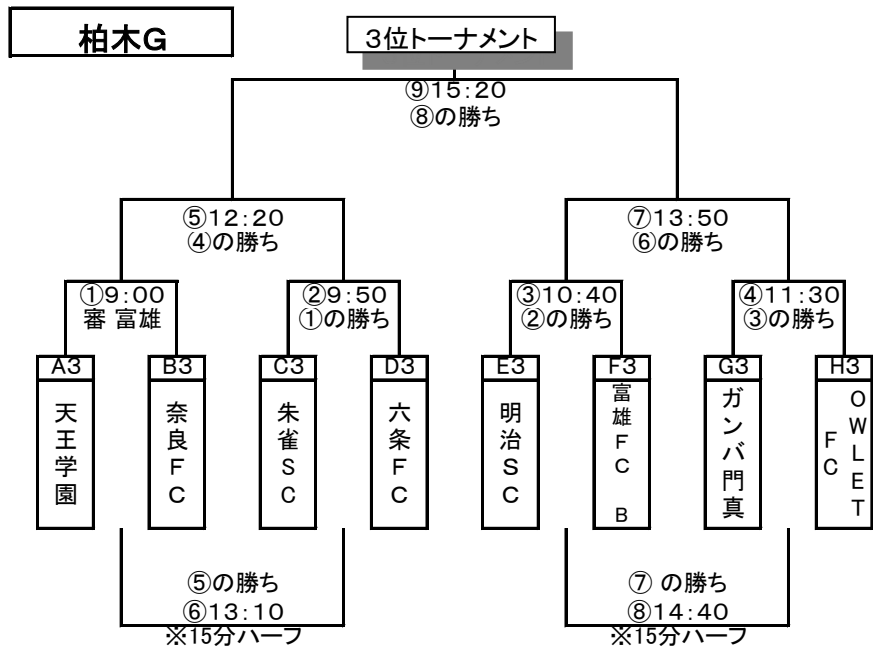 柏木G
3位トーナメント
⑨15:20
⑧の勝ち
⑤12:20
④の勝ち
⑦13:50
⑥の勝ち
①9:00
審 富雄
②9:50
①の勝ち
③10:40
②の勝ち
④11:30
③の勝ち
A3
B3
C3
D3
E3
F3
G3
H3
天王学園
奈良FC
朱雀SC
六条FC
明治SC
富雄FC B
ガンバ門真
OWLET
FC
⑤の勝ち
⑥13:10
※15分ハーフ
⑦ の勝ち
⑧14:40
※15分ハーフ